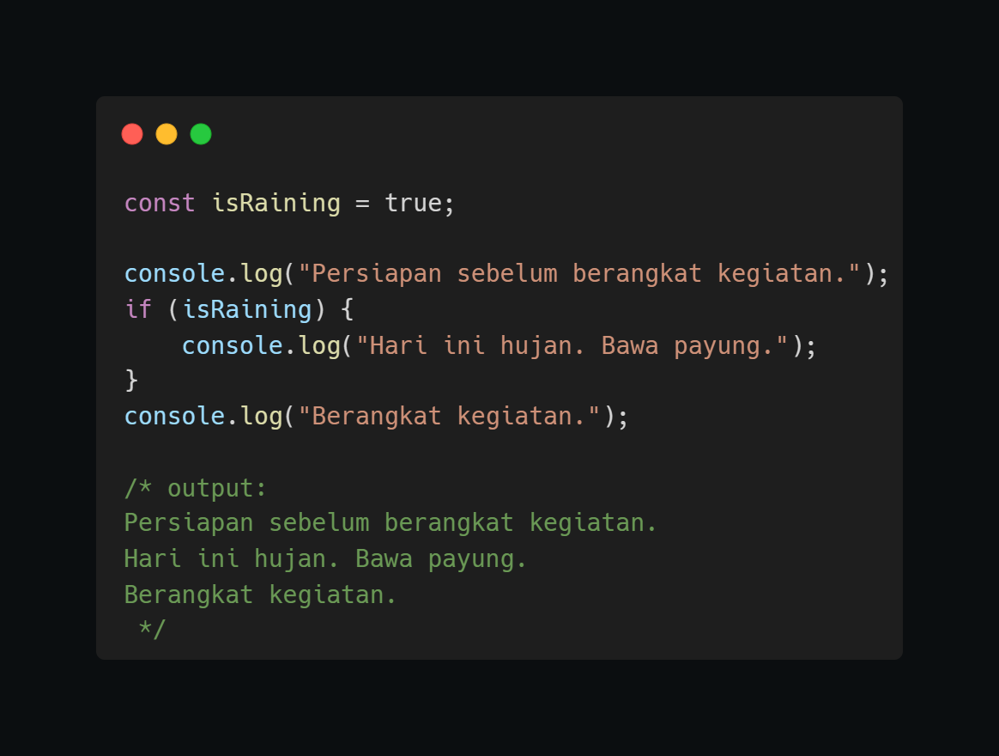 const isRaining = true;
console.log("Persiapan sebelum berangkat kegiatan.");
if (isRaining) {
    console.log("Hari ini hujan. Bawa payung.");
}
console.log("Berangkat kegiatan.");
/* output:
Persiapan sebelum berangkat kegiatan.
Hari ini hujan. Bawa payung.
Berangkat kegiatan.
 */